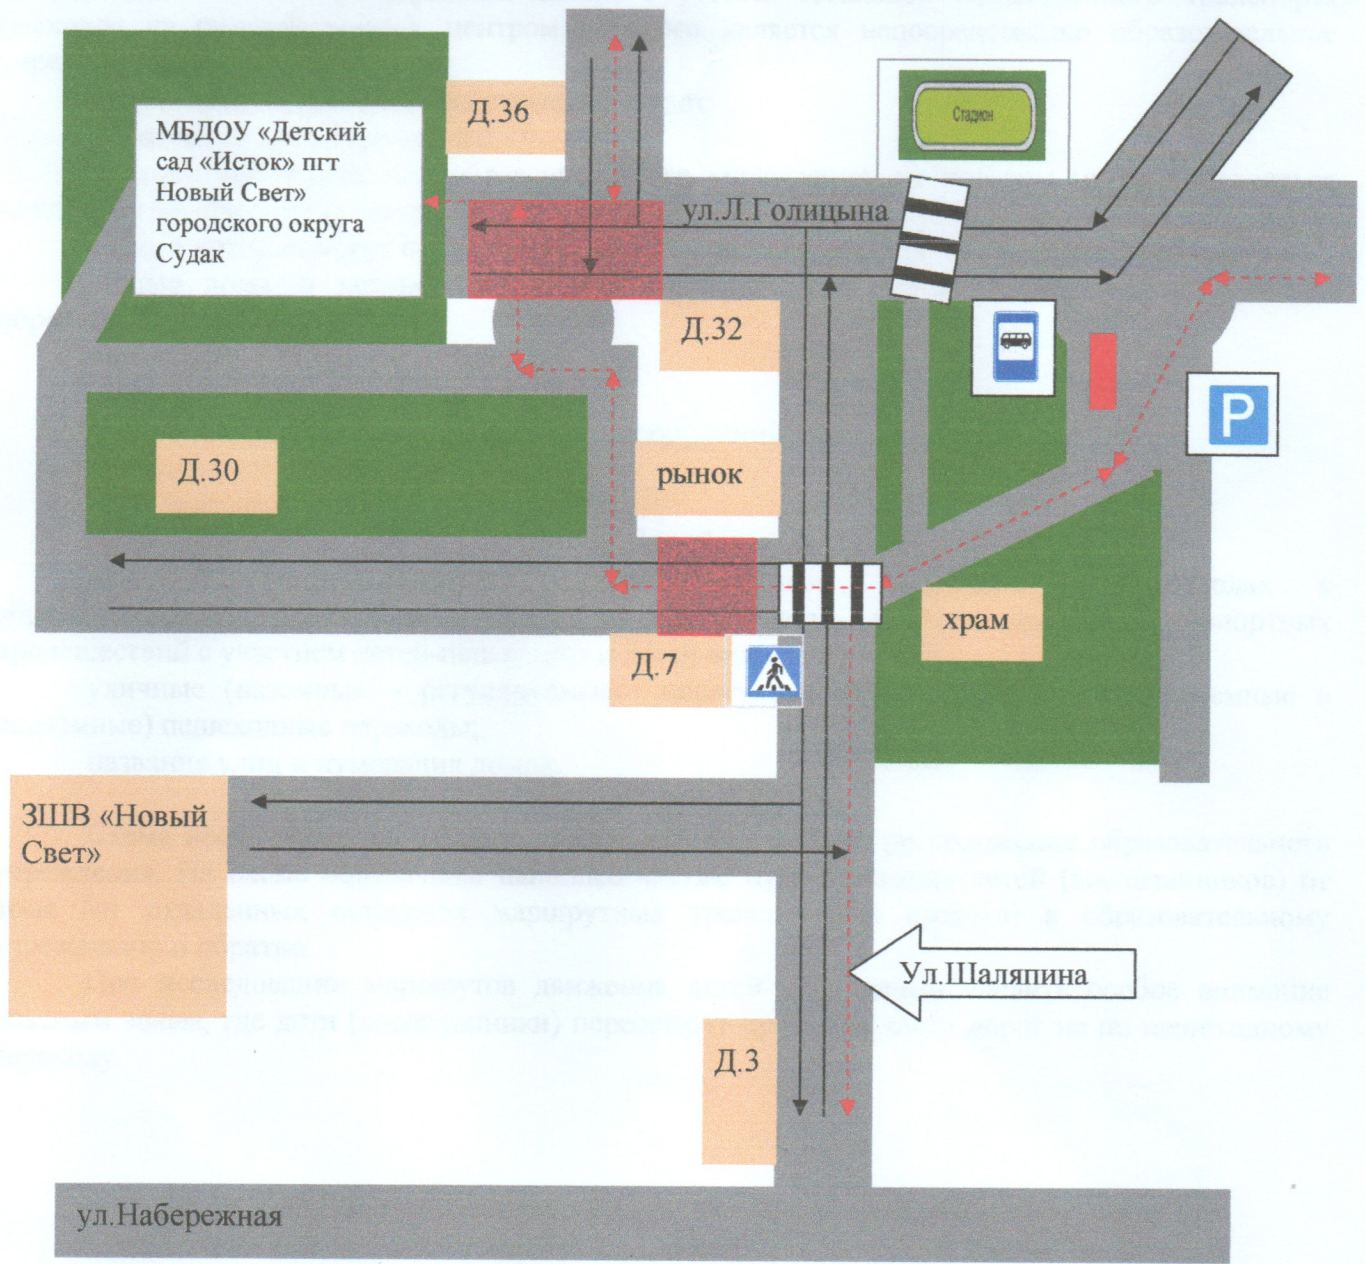 Д.36
МБДОУ «Детский
сад «Исток» пгт
Новый Свет»
городского округа
Судак
Стадион
ул.Л.Голицына
Д.32
P
Д.30
рынок
храм
Д.7
ЗШВ «Новый
Свет»
Ул.Шаляпина
Д.3
ул.Набережная